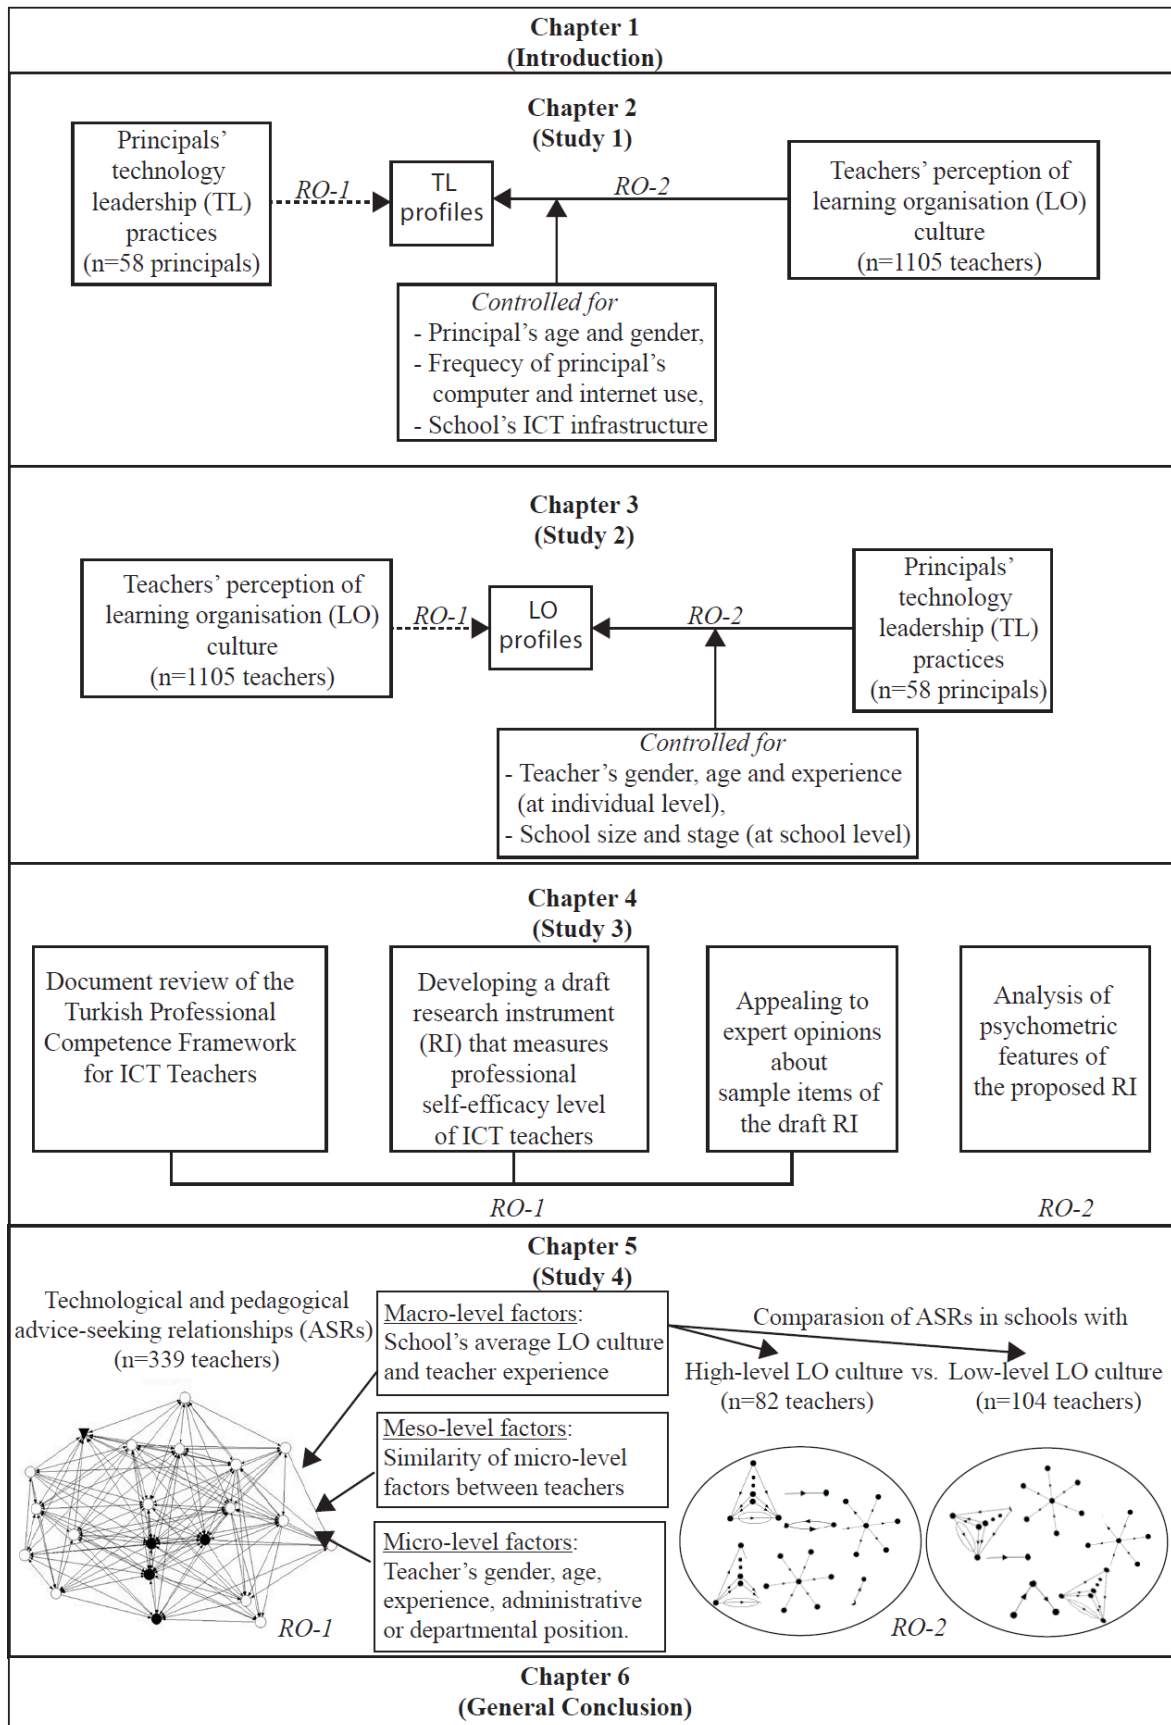 Chapter 1
(Introduction)
Chapter 2
(Study 1)
Principals’
technology
leadership (TL)
practices
(n=58 principals)
RO-1
TL
profiles
RO-2
Teachers’ perception of
learning organisation (LO)
culture
(n=1105 teachers)
Controlled for
- Principal’s age and gender,
- Frequecy of principal’s
computer and internet use,
- School’s ICT infrastructure
Chapter 3
(Study 2)
Teachers’ perception of
learning organisation (LO)
culture
(n=1105 teachers)
RO-1
LO
profiles
RO-2
Principals’
technology
leadership (TL)
practices
(n=58 principals)
Controlled for
- Teacher’s gender, age and experience
(at individual level),
- School size and stage (at school level)
Chapter 4
(Study 3)
Document review of the
Turkish Professional
Competence Framework
for ICT Teachers
Developing a draft
research instrument
(RI) that measures
professional
self-efficacy level
of ICT teachers
Appealing to
expert opinions
about
sample items of
the draft RI
Analysis of
psychometric
features of
the proposed RI
RO-1
RO-2
Chapter 5
(Study 4)
Technological and pedagogical
advice-seeking relationships (ASRs)
(n=339 teachers)
RO-1
Macro-level factors:
School’s average LO culture
and teacher experience
Meso-level factors:
Similarity of micro-level
factors between teachers
Micro-level factors:
Teacher’s gender, age,
experience, administrative
or departmental position.
Comparasion of ASRs in schools with
High-level LO culture vs. Low-level LO culture
(n=82 teachers) (n=104 teachers)
RO-2
Chapter 6
(General Conclusion)